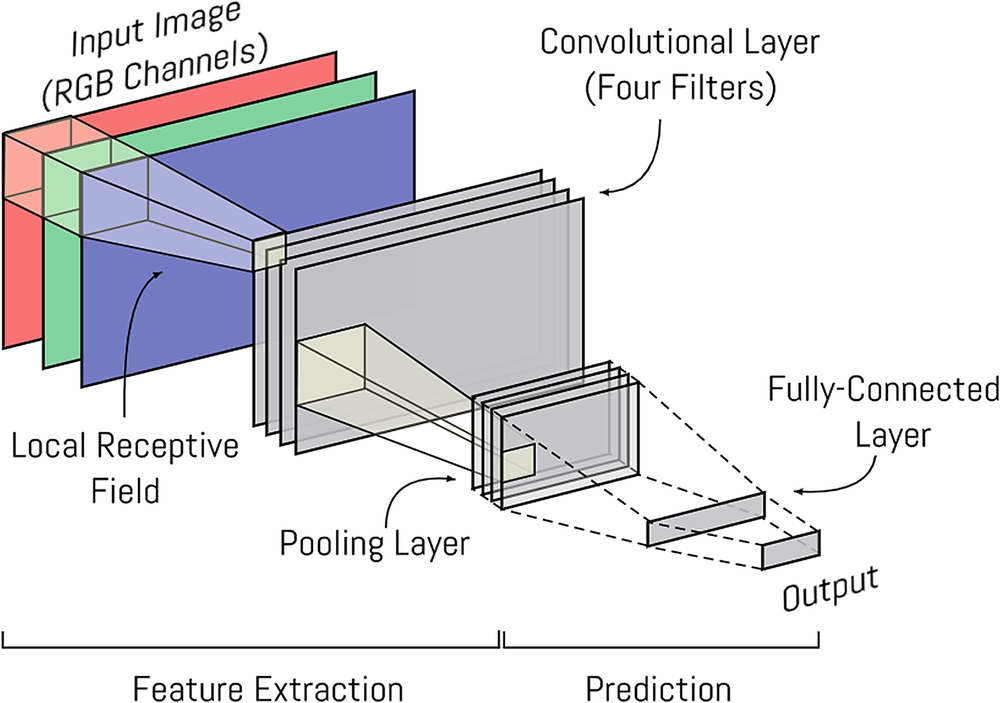 Input Image
(RGB Channels)
Convolutional Layer
(Four Filters)
Local Receptive
Field
Fully-Connected
Layer
Pooling Layer
Output
Feature Extraction
Prediction